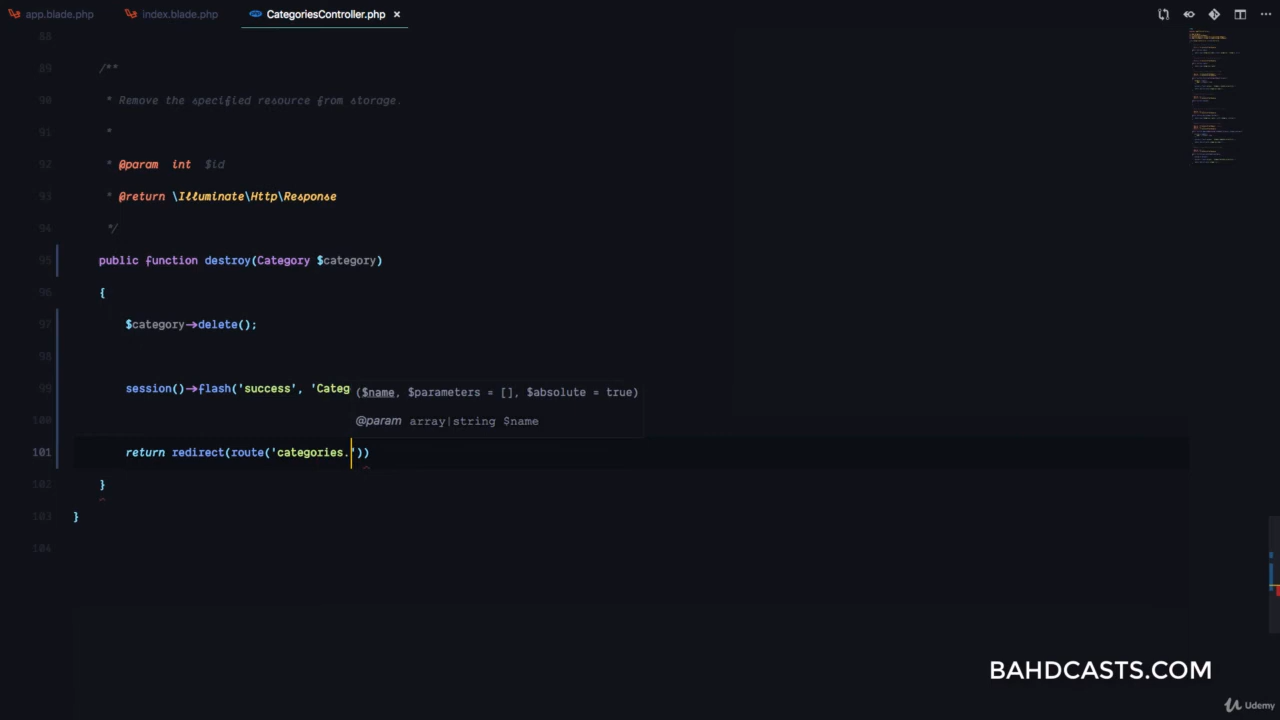 app.blade.php index.blade.php CategoriesController.php ×
88
89 /**
90 * Remove the specified resource from storage.
91 *
92 * @param int $id
93 * @return \Illuminate\Http\Response
94 */
95 public function destroy(Category $category)
96 {
97 $category->delete();
98
99 session()->flash('success', 'Categ
($name, $parameters = [], $absolute = true)
100
@param array|string $name
101 return redirect(route('categories.'))
102 }
103 }
104
BAHDCASTS.COM
Udemy